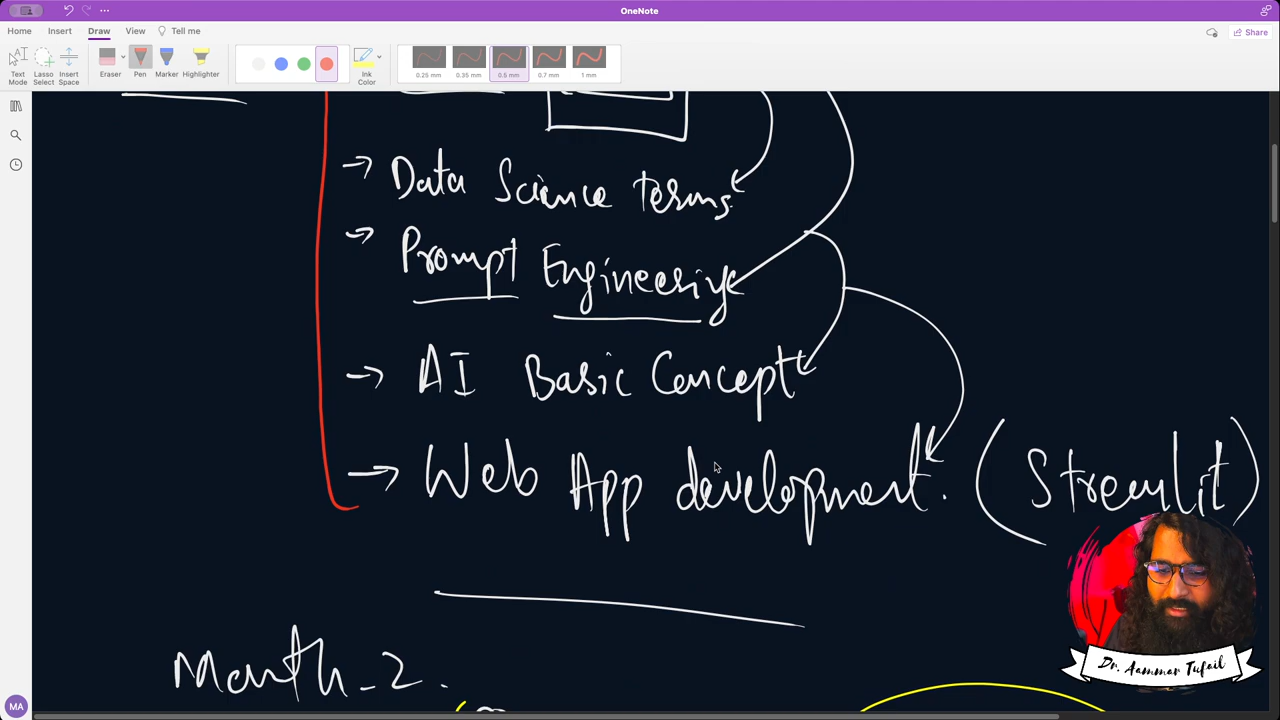 OneNote
Home Insert Draw View Tell me
Share
Text Mode
Lasso Select
Insert Space
Eraser
Pen
Marker
Highlighter
Ink Color
0.25 mm
0.35 mm
0.5 mm
0.7 mm
1 mm
→ Data Science terms.
→ Prompt Engineering
→ AI Basic Concept
→ Web App development. (Stremlit)
Month-2.
Dr. Aammar Tufail
MA